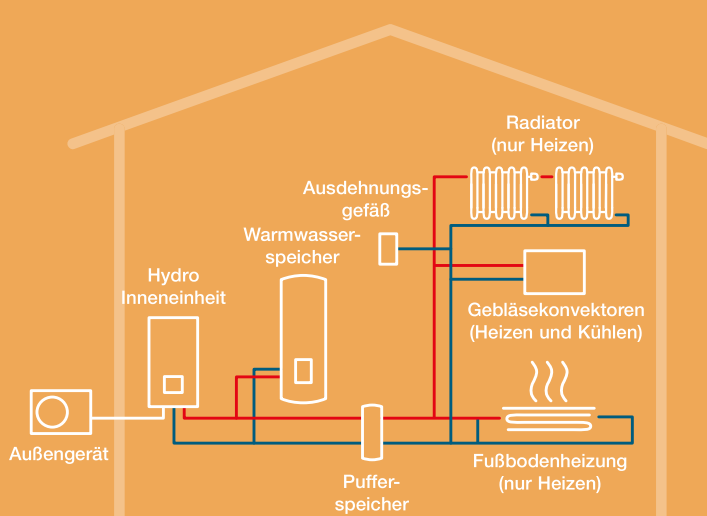 Radiator
(nur Heizen)
Ausdehnungs-
gefäß
Warmwasser-
speicher
Hydro
Inneneinheit
Gebläsekonvektoren
(Heizen und Kühlen)
Außengerät
Fußbodenheizung
(nur Heizen)
Puffer-
speicher